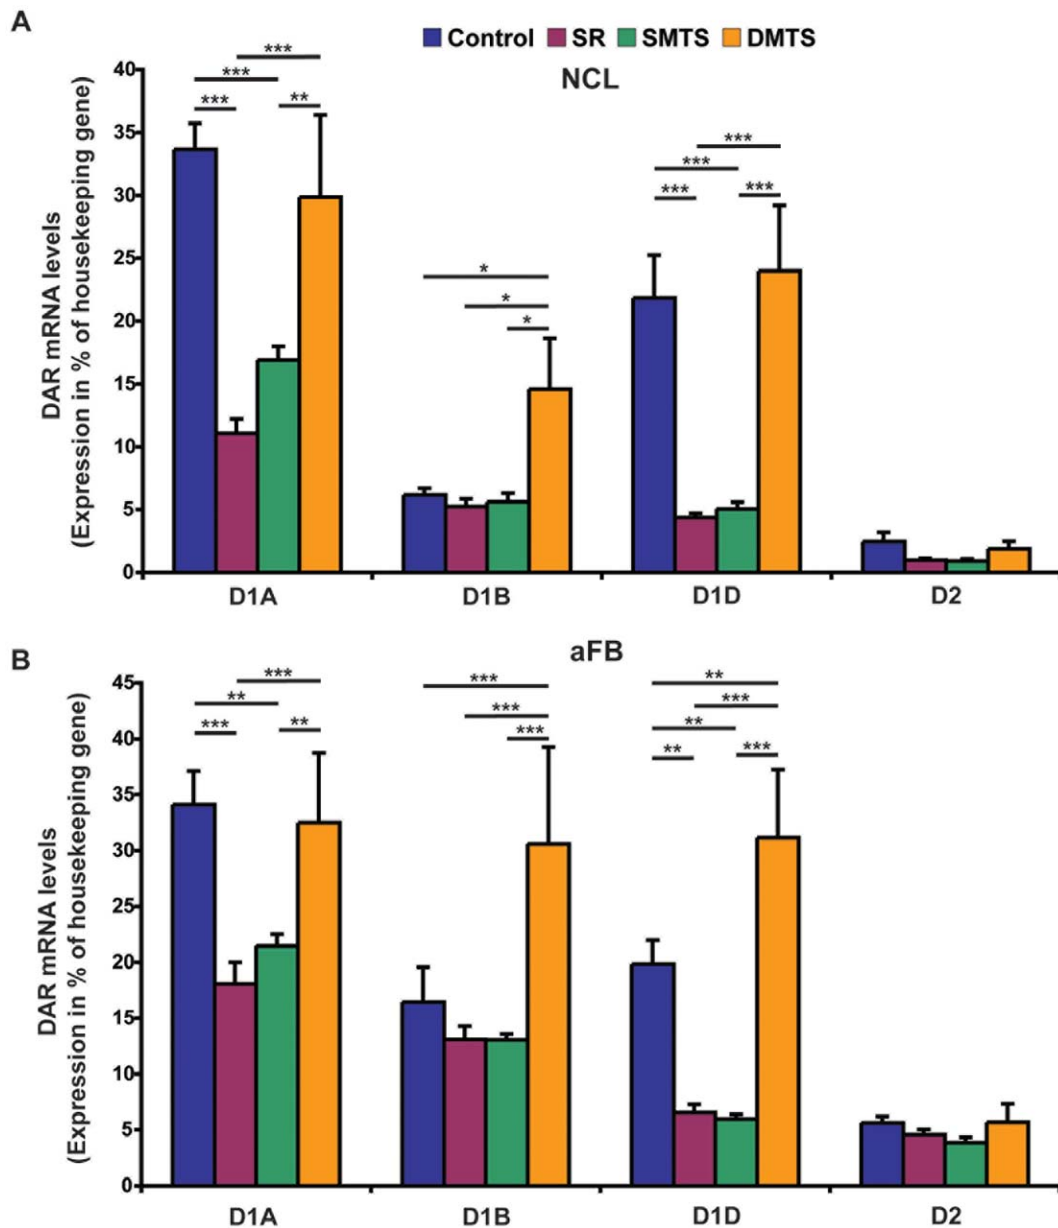 A
Control SR SMTS DMTS
NCL
DAR mRNA levels
(Expression in % of housekeeping gene)
40
35
30
25
20
15
10
5
0
*** *** *** **
* * *
*** *** *** ***
D1A D1B D1D D2
B
aFB
DAR mRNA levels
(Expression in % of housekeeping gene)
45
40
35
30
25
20
15
10
5
0
*** ** *** **
*** *** ***
** *** ** ** ***
D1A D1B D1D D2